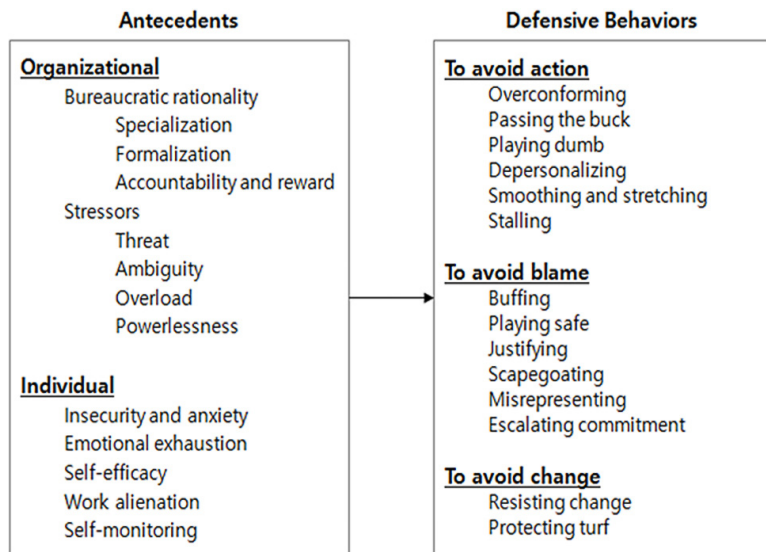 Antecedents
Organizational
Bureaucratic rationality
Specialization
Formalization
Accountability and reward
Stressors
Threat
Ambiguity
Overload
Powerlessness
Individual
Insecurity and anxiety
Emotional exhaustion
Self-efficacy
Work alienation
Self-monitoring
Defensive Behaviors
To avoid action
Overconforming
Passing the buck
Playing dumb
Depersonalizing
Smoothing and stretching
Stalling
To avoid blame
Buffing
Playing safe
Justifying
Scapegoating
Misrepresenting
Escalating commitment
To avoid change
Resisting change
Protecting turf